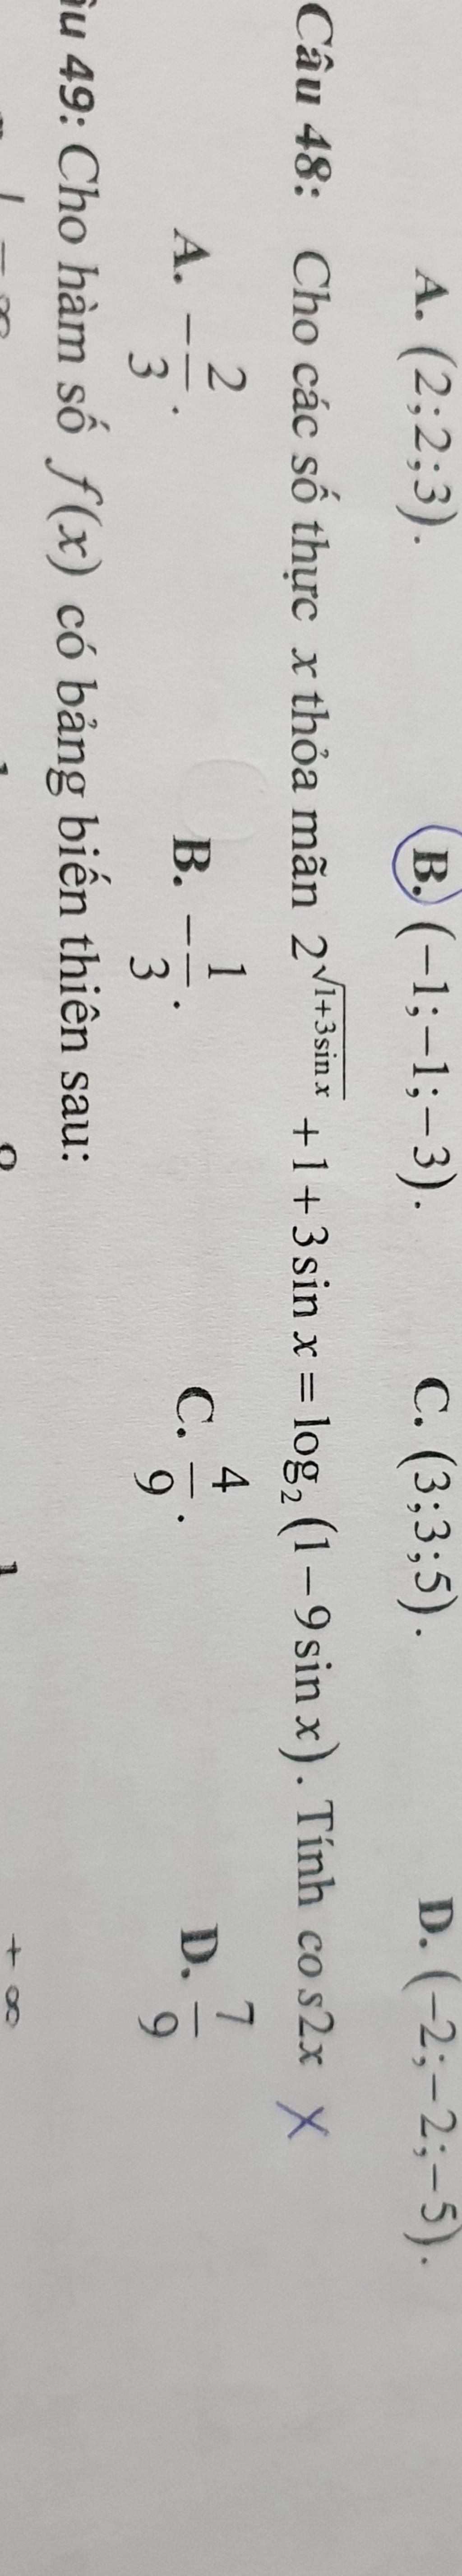 A. (2;2;3). B. (−1;−1;−3). C. (3;3;5). D. (−2;−2;−5).
Câu 48: Cho các số thực x thỏa mãn 2^{\sqrt{1+3sin x}} + 1 + 3sin x = log₂(1 − 9sin x). Tính cos2x
A. −2/3. B. −1/3. C. 4/9. D. 7/9
49: Cho hàm số f(x) có bảng biến thiên sau:
−∞ +∞